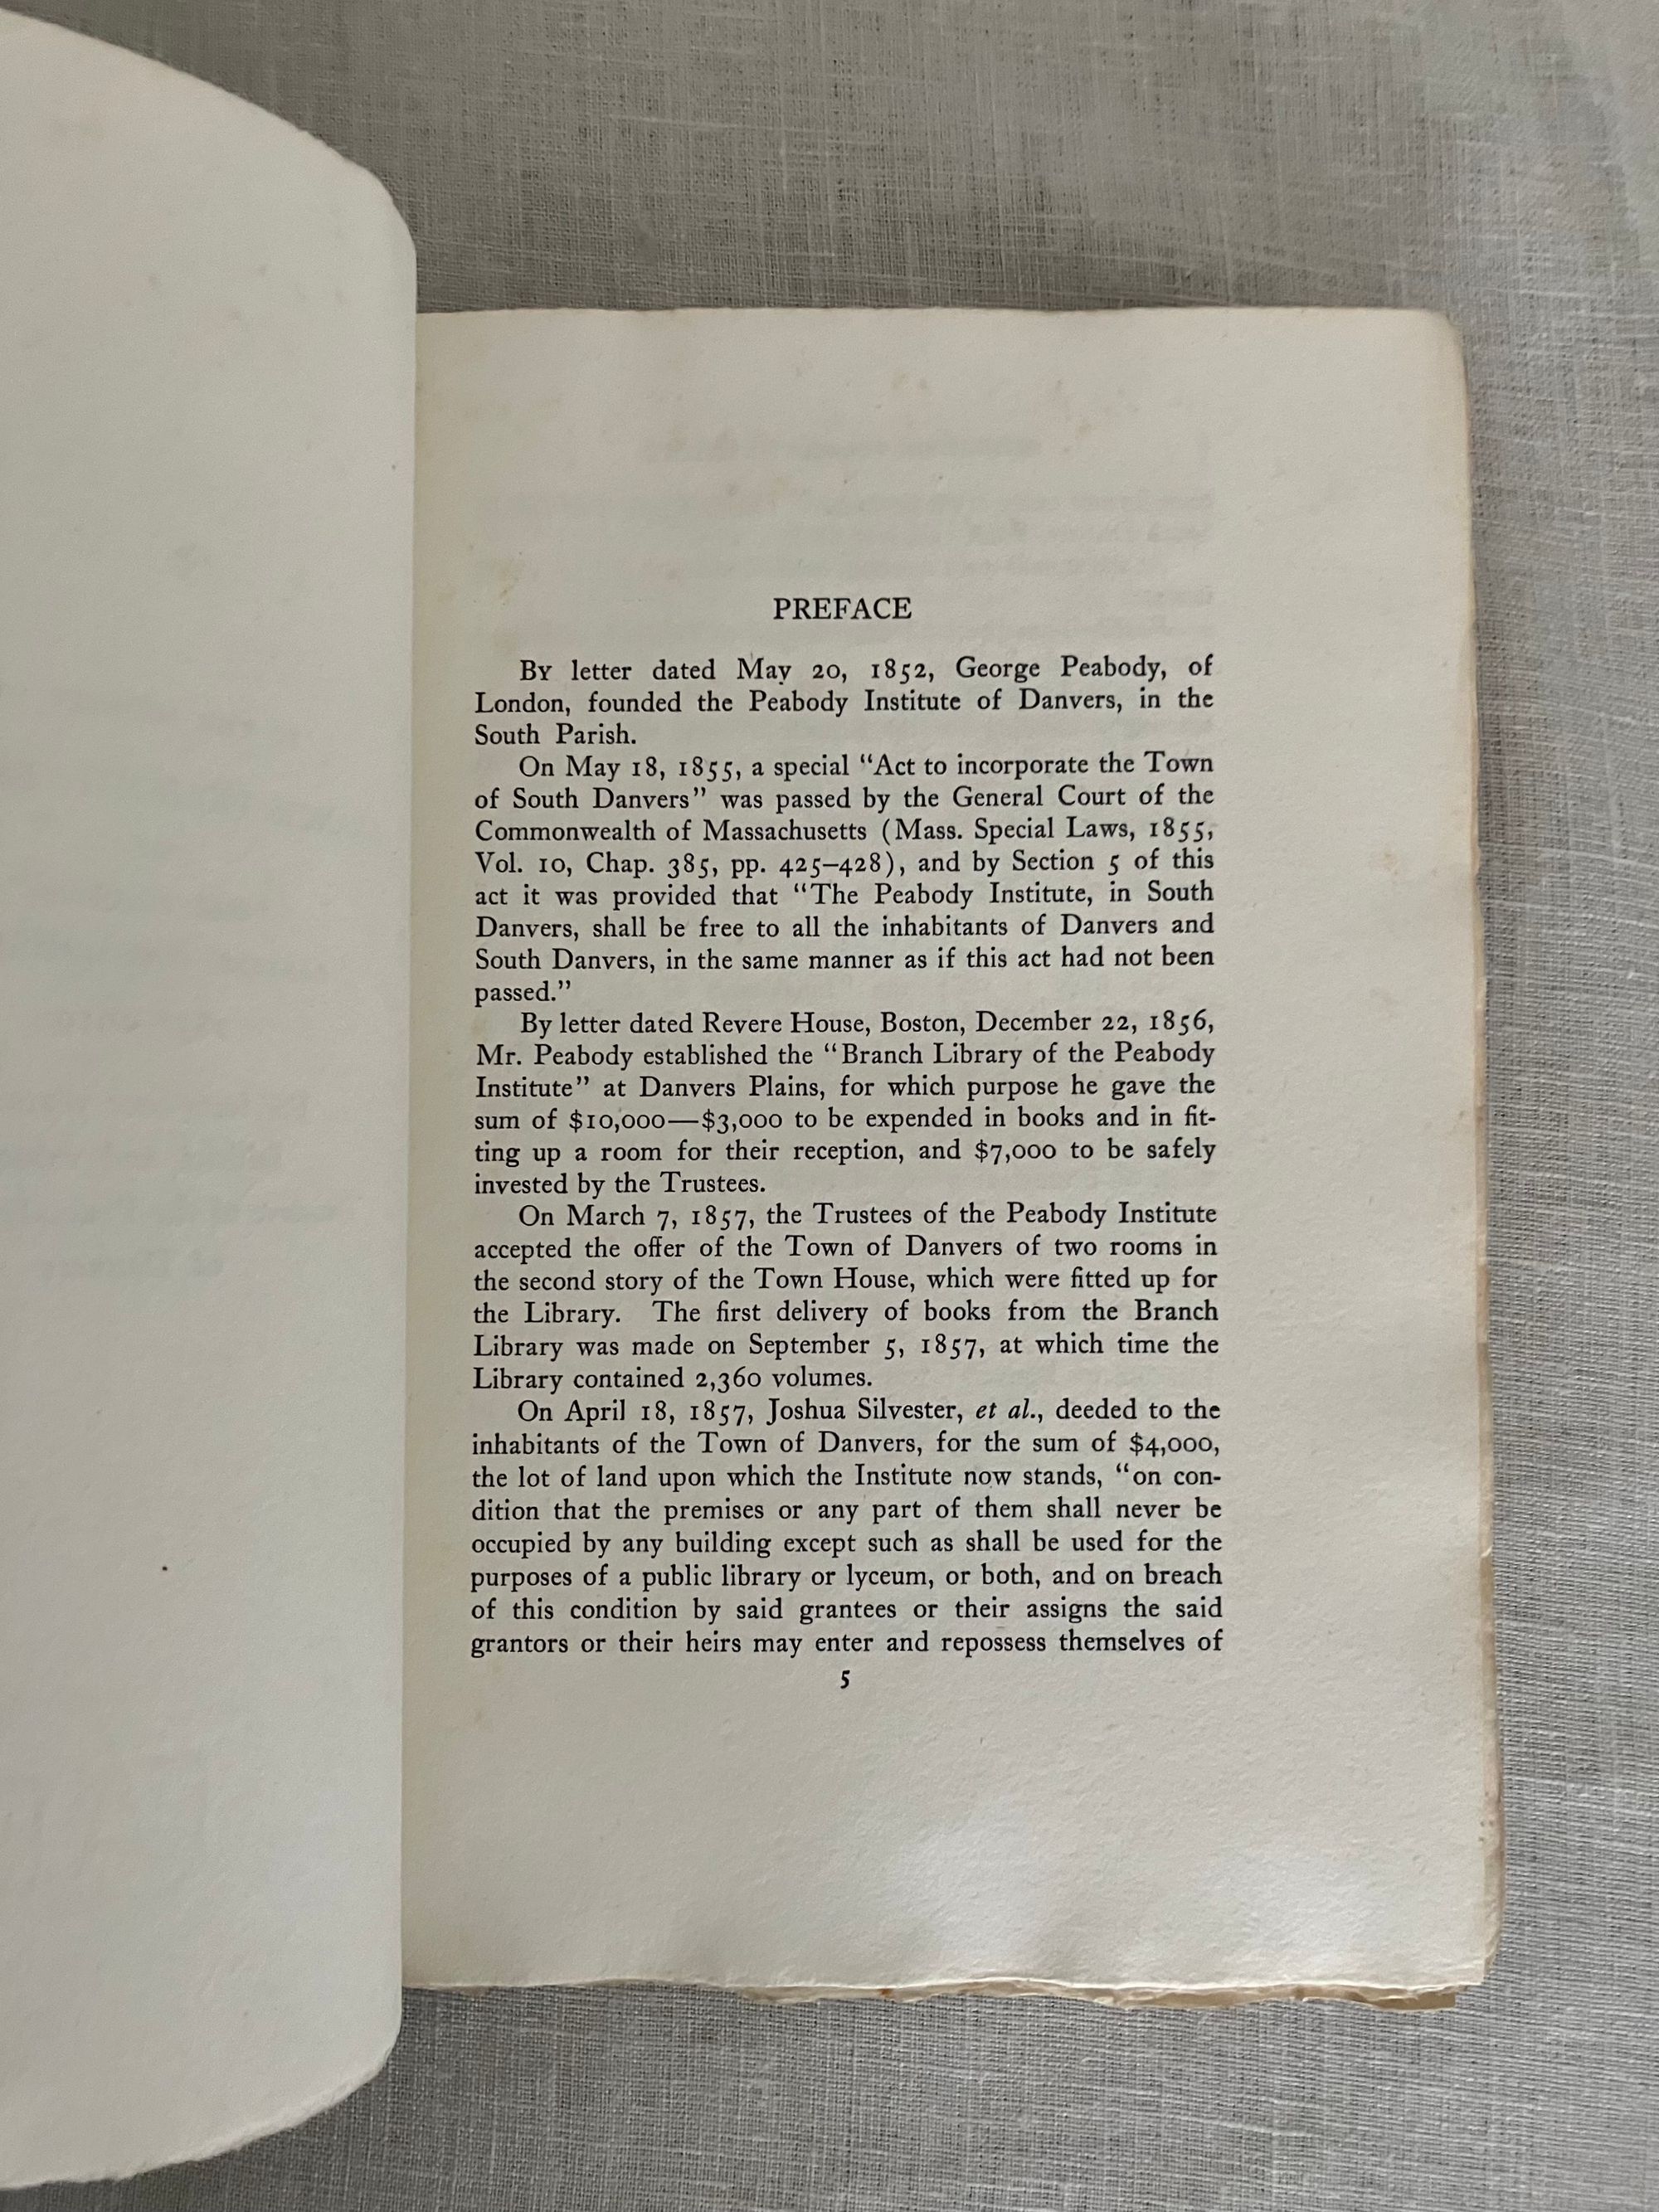 PREFACE
By letter dated May 20, 1852, George Peabody, of
London, founded the Peabody Institute of Danvers, in the
South Parish.
On May 18, 1855, a special “Act to incorporate the Town
of South Danvers” was passed by the General Court of the
Commonwealth of Massachusetts (Mass. Special Laws, 1855,
Vol. 10, Chap. 385, pp. 425–428), and by Section 5 of this
act it was provided that “The Peabody Institute, in South
Danvers, shall be free to all the inhabitants of Danvers and
South Danvers, in the same manner as if this act had not been
passed.”
By letter dated Revere House, Boston, December 22, 1856,
Mr. Peabody established the “Branch Library of the Peabody
Institute” at Danvers Plains, for which purpose he gave the
sum of $10,000—$3,000 to be expended in books and in fit-
ting up a room for their reception, and $7,000 to be safely
invested by the Trustees.
On March 7, 1857, the Trustees of the Peabody Institute
accepted the offer of the Town of Danvers of two rooms in
the second story of the Town House, which were fitted up for
the Library. The first delivery of books from the Branch
Library was made on September 5, 1857, at which time the
Library contained 2,360 volumes.
On April 18, 1857, Joshua Silvester, et al., deeded to the
inhabitants of the Town of Danvers, for the sum of $4,000,
the lot of land upon which the Institute now stands, “on con-
dition that the premises or any part of them shall never be
occupied by any building except such as shall be used for the
purposes of a public library or lyceum, or both, and on breach
of this condition by said grantees or their assigns the said
grantors or their heirs may enter and repossess themselves of
5